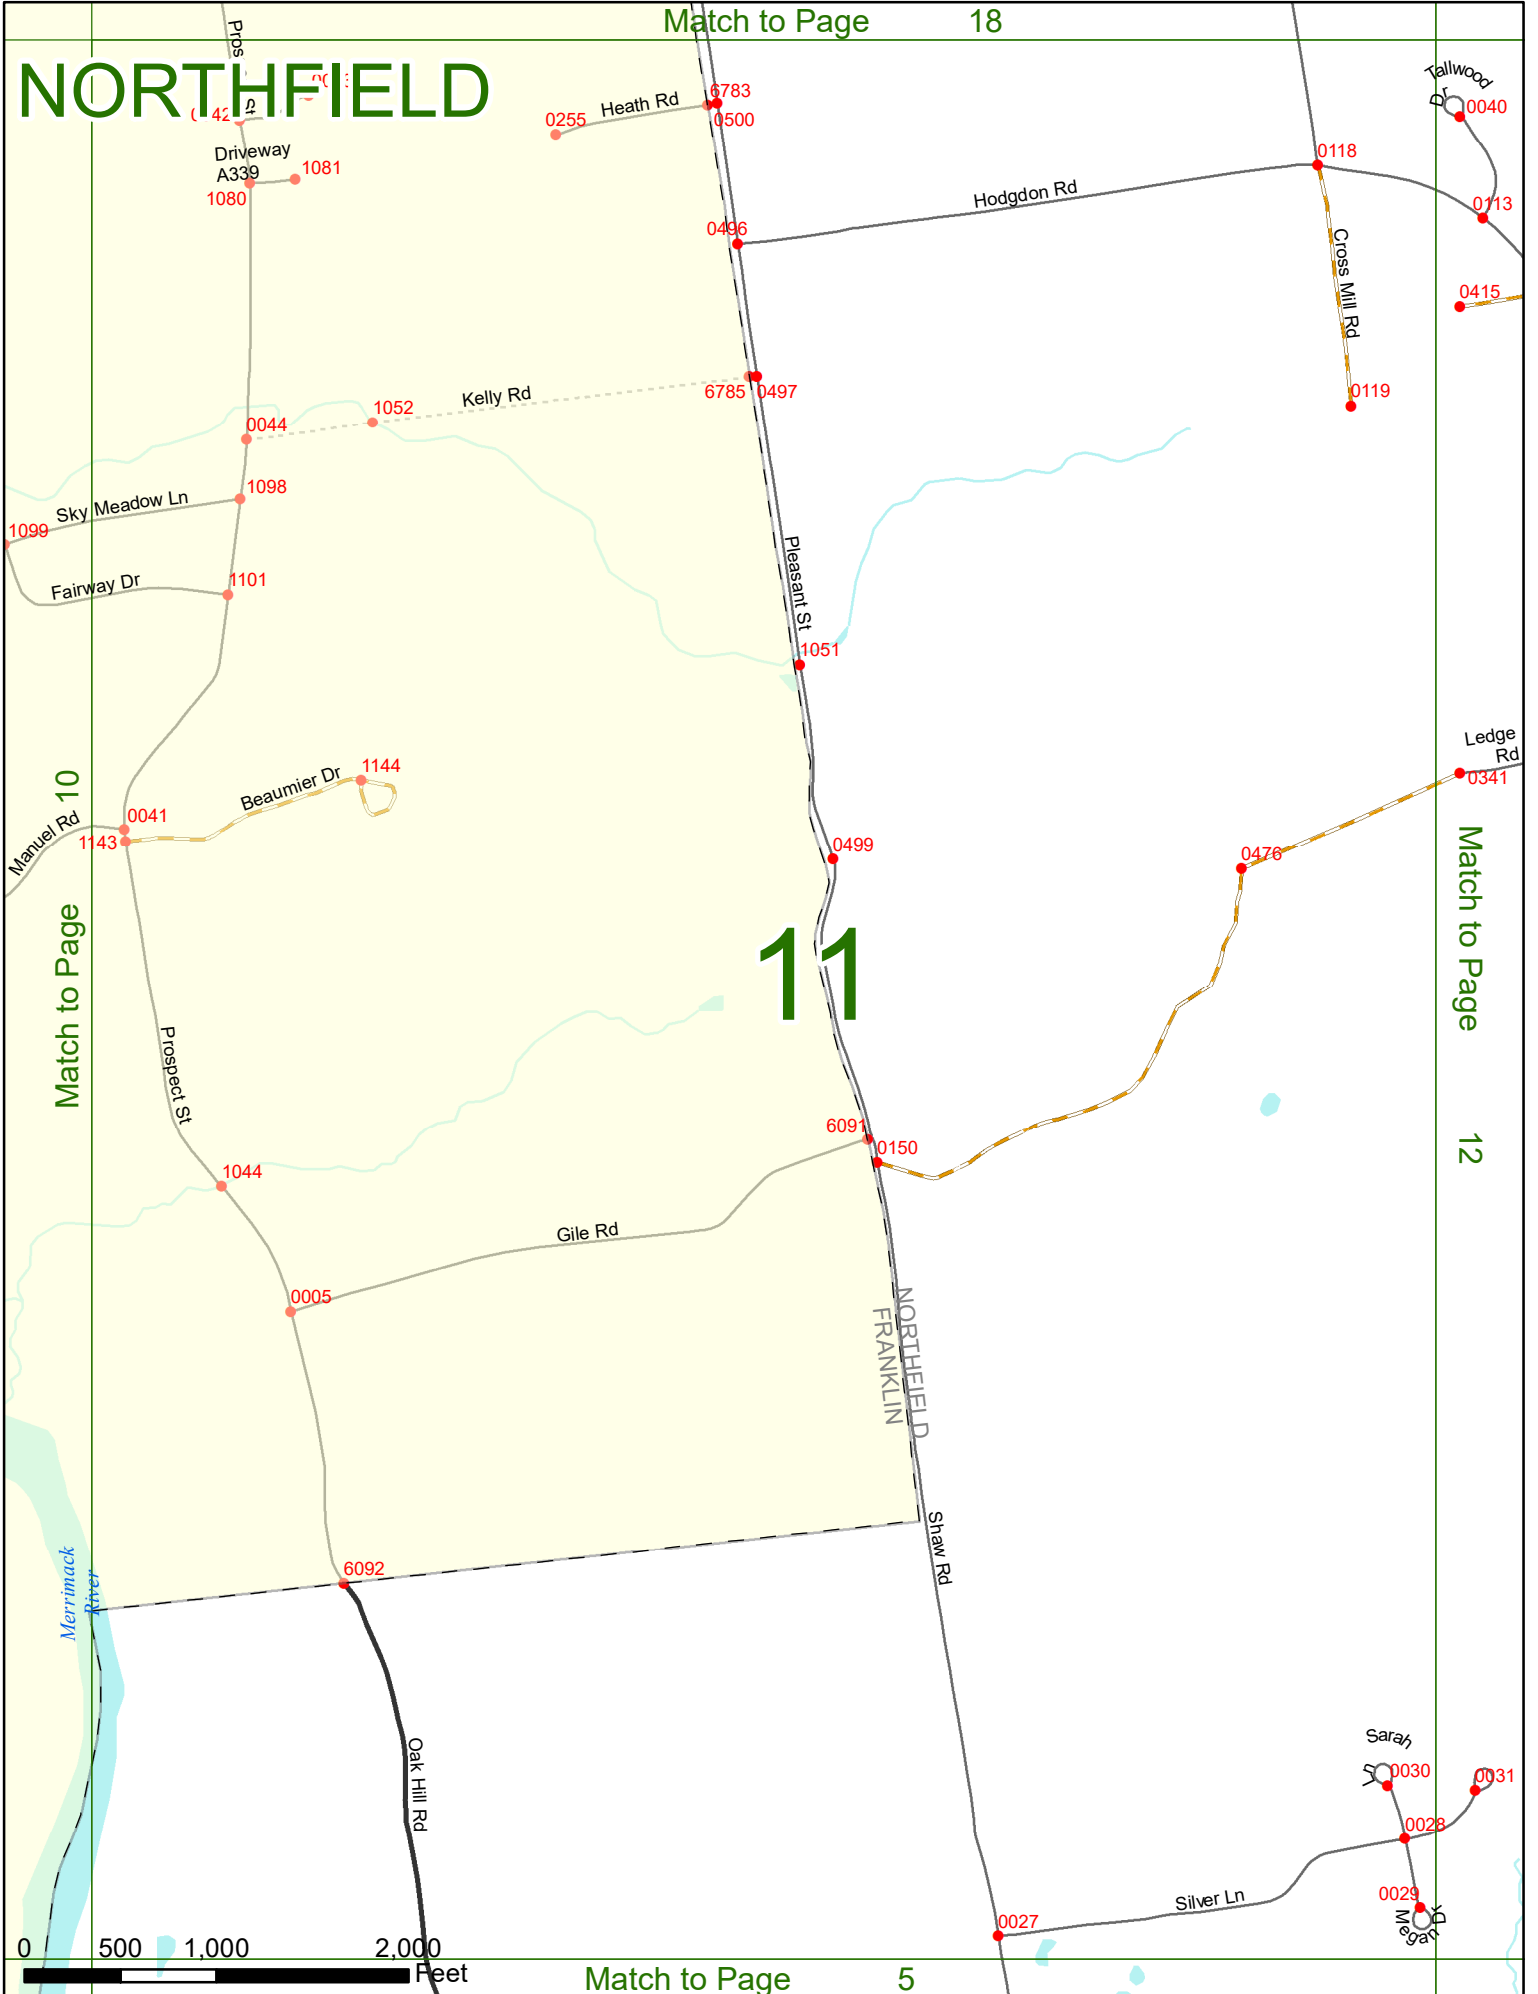 Match to Page 18
NORTHFIELD
Pros
St
Tallwood
Dr
0040
6783
Heath Rd
0255
0500
Driveway
A339
1081
1080
0118
Hodgdon Rd
0113
0496
Cross Mill Rd
0415
6785
0497
Kelly Rd
0119
1052
0044
1098
Sky Meadow Ln
1099
Fairway Dr
1101
Pleasant St
1051
Ledge
Rd
0341
Match to Page 10
Beaumier Dr
1144
Manuel Rd
0041
1143
0499
0476
Match to Page 12
11
Prospect St
6091
0150
1044
Gile Rd
0005
NORTHFIELD
FRANKLIN
Shaw Rd
6092
Merrimack
River
Oak Hill Rd
Sarah
Ln
0030
0031
0028
Silver Ln
0029
Megan
Dr
0027
0 500 1,000 2,000
Feet
Match to Page 5